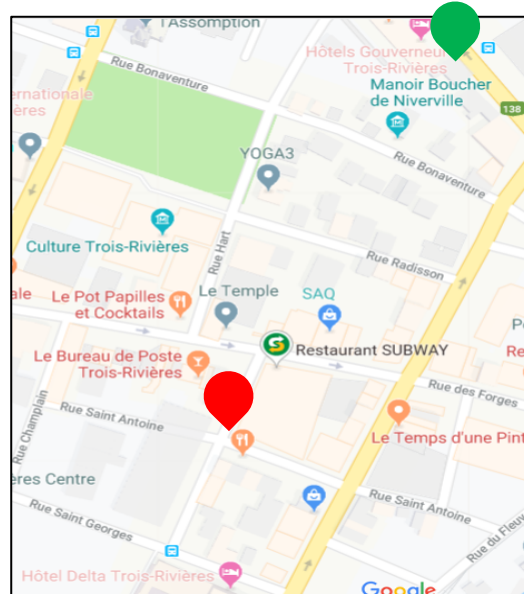 l'Assomption
Hôtels Gouverneur
Trois-Rivières
Rue Bonaventure
Manoir Boucher
de Niverville
138
ernationale
ères
YOGA3
Rue Bonaventure
Culture Trois-Rivières
Rue Hart
Rue Radisson
ale
Le Pot Papilles
et Cocktails
Le Temple
SAQ
Po
Restaurant SUBWAY
Re
Le Bureau de Poste
Trois-Rivières
Rue des Forges
Rue Champlain
Rue Saint Antoine
Le Temps d'une Pint
ères Centre
Rue Saint Antoine
Rue Saint Georges
Rue du Fleuv
Hôtel Delta Trois-Rivières
Google